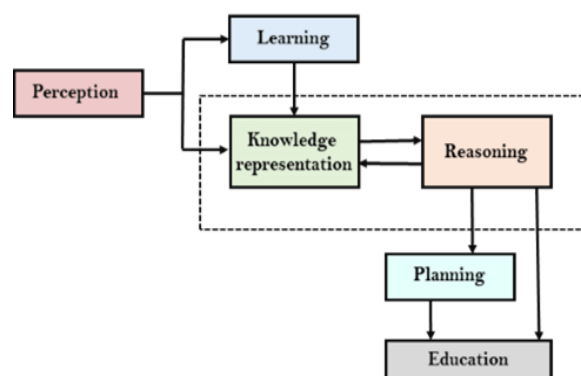 Learning
Perception
Knowledge
representation
Reasoning
Planning
Education